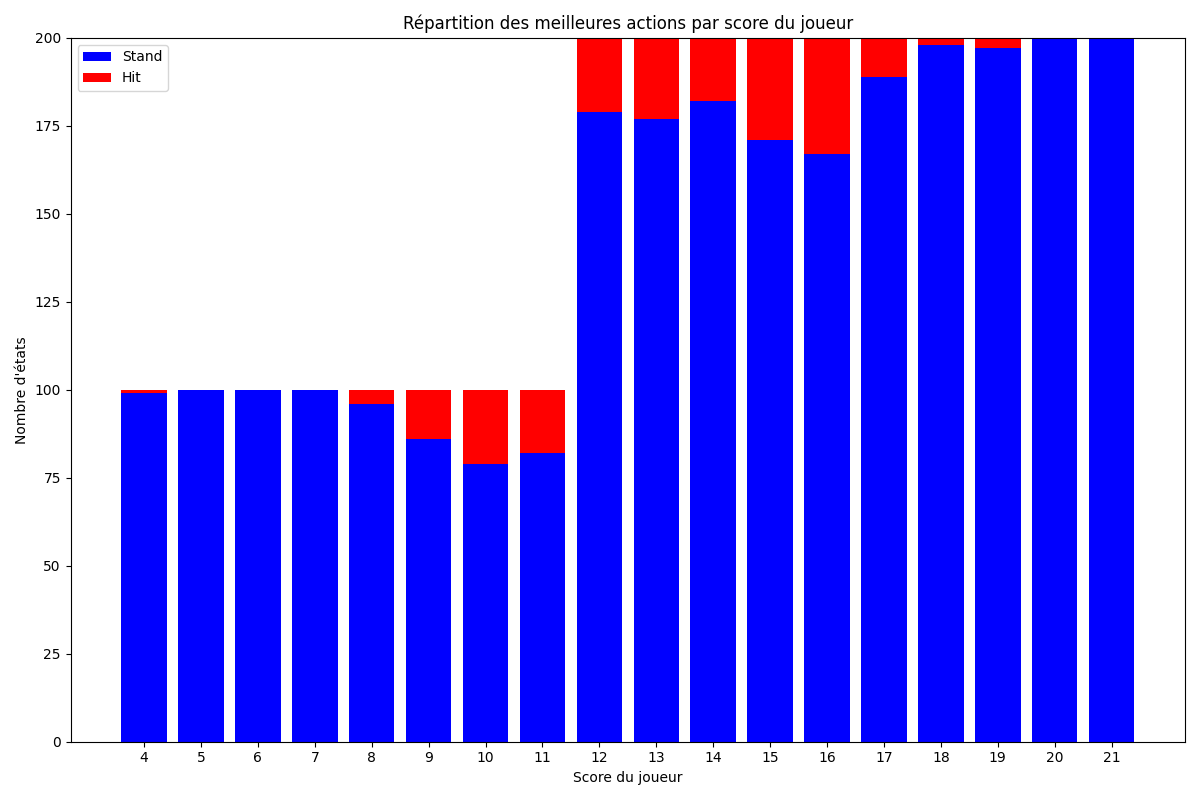 Répartition des meilleures actions par score du joueur
Stand
Hit
Nombre d'états
200
175
150
125
100
75
50
25
0
4 5 6 7 8 9 10 11 12 13 14 15 16 17 18 19 20 21
Score du joueur